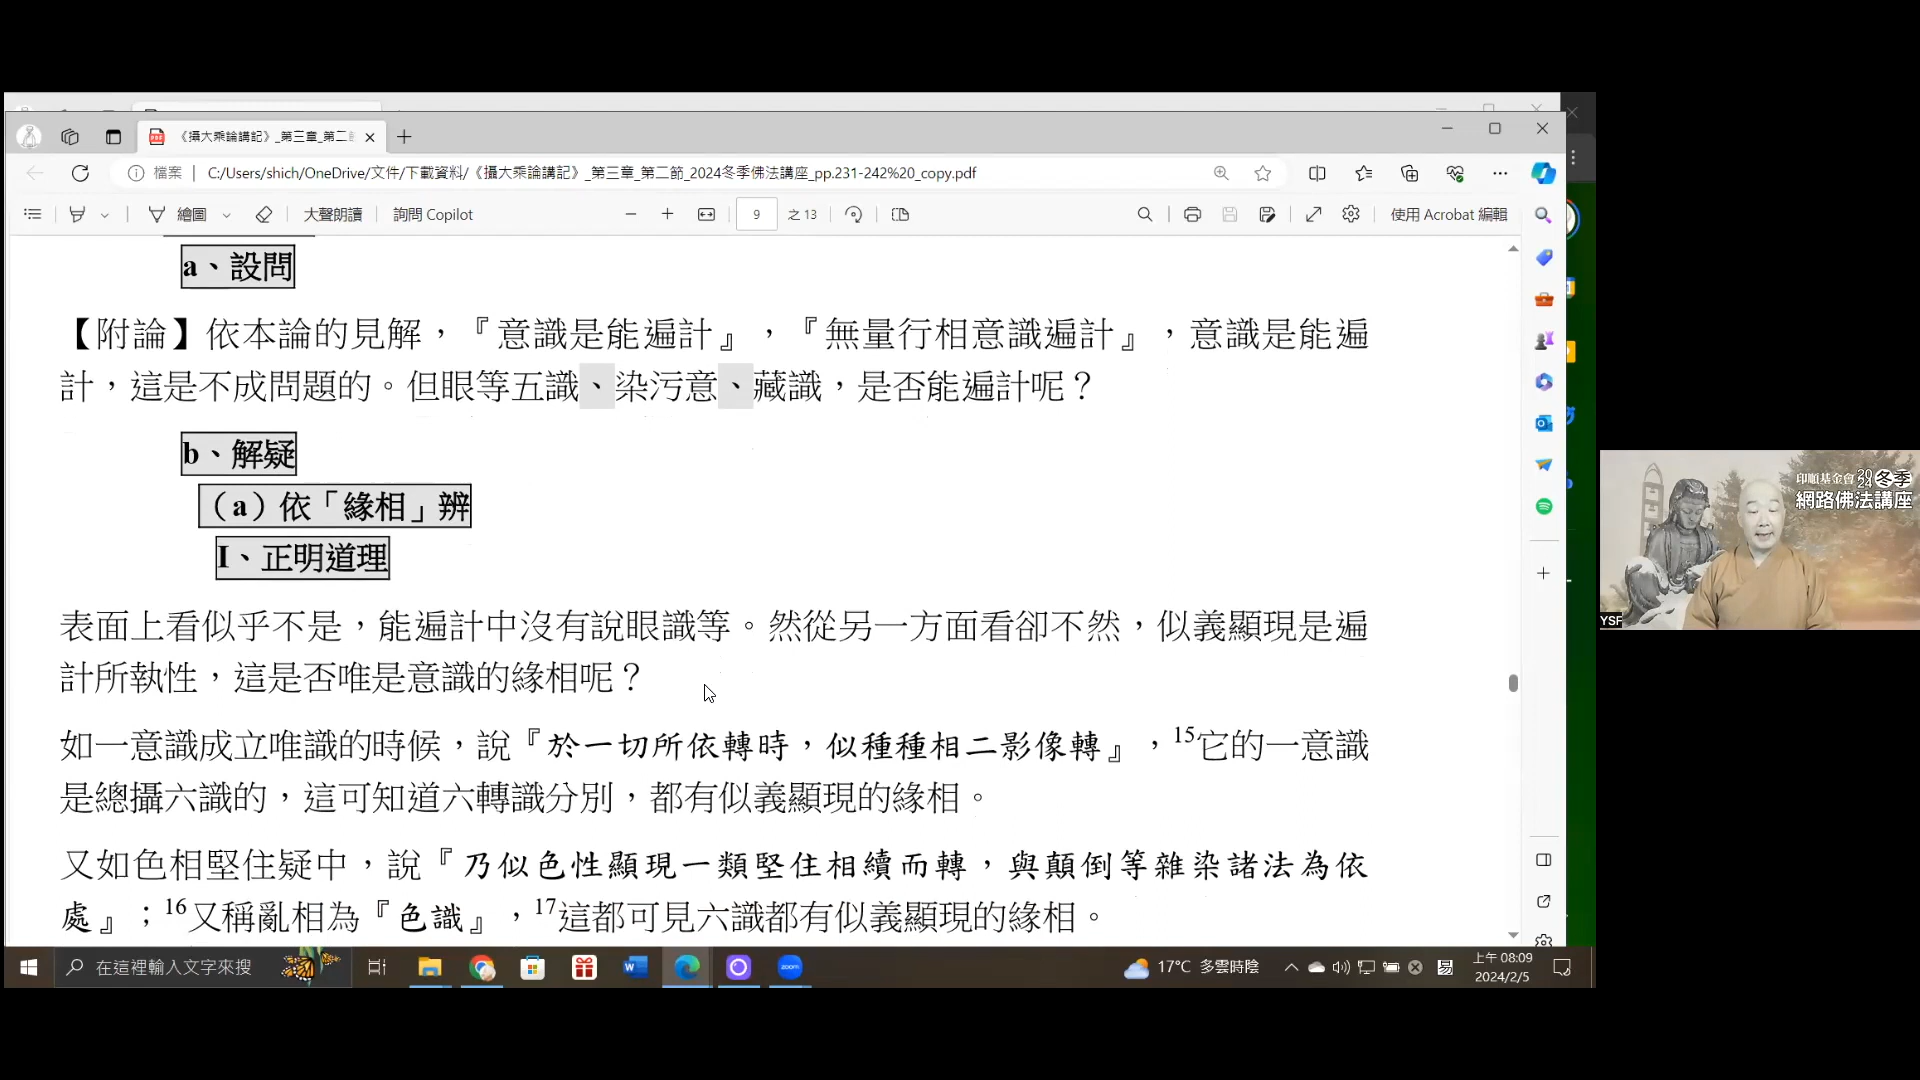 《攝大乘論講記》_第三章_第二節
檔案
C:/Users/shich/OneDrive/文件/下載資料/《攝大乘論講記》_第三章_第二節_2024冬季佛法講座_pp.231-242%20_copy.pdf
繪圖
大聲朗讀
詢問 Copilot
9
之 13
使用 Acrobat 編輯
a、設問
【附論】依本論的見解，『意識是能遍計』，『無量行相意識遍計』，意識是能遍
計，這是不成問題的。但眼等五識、染污意、藏識，是否能遍計呢？
b、解疑
（a）依「緣相」辨
I、正明道理
表面上看似乎不是，能遍計中沒有說眼識等。然從另一方面看卻不然，似義顯現是遍
計所執性，這是否唯是意識的緣相呢？
如一意識成立唯識的時候，說『於一切所依轉時，似種種相二影像轉』，15它的一意識
是總攝六識的，這可知道六轉識分別，都有似義顯現的緣相。
又如色相堅住疑中，說『乃似色性顯現一類堅住相續而轉，與顛倒等雜染諸法為依
處』；16又稱亂相為『色識』，17這都可見六識都有似義顯現的緣相。
印順基金會2024冬季
網路佛法講座
YSF
在這裡輸入文字來搜
zoom
17°C 多雲時陰
上午 08:09
2024/2/5